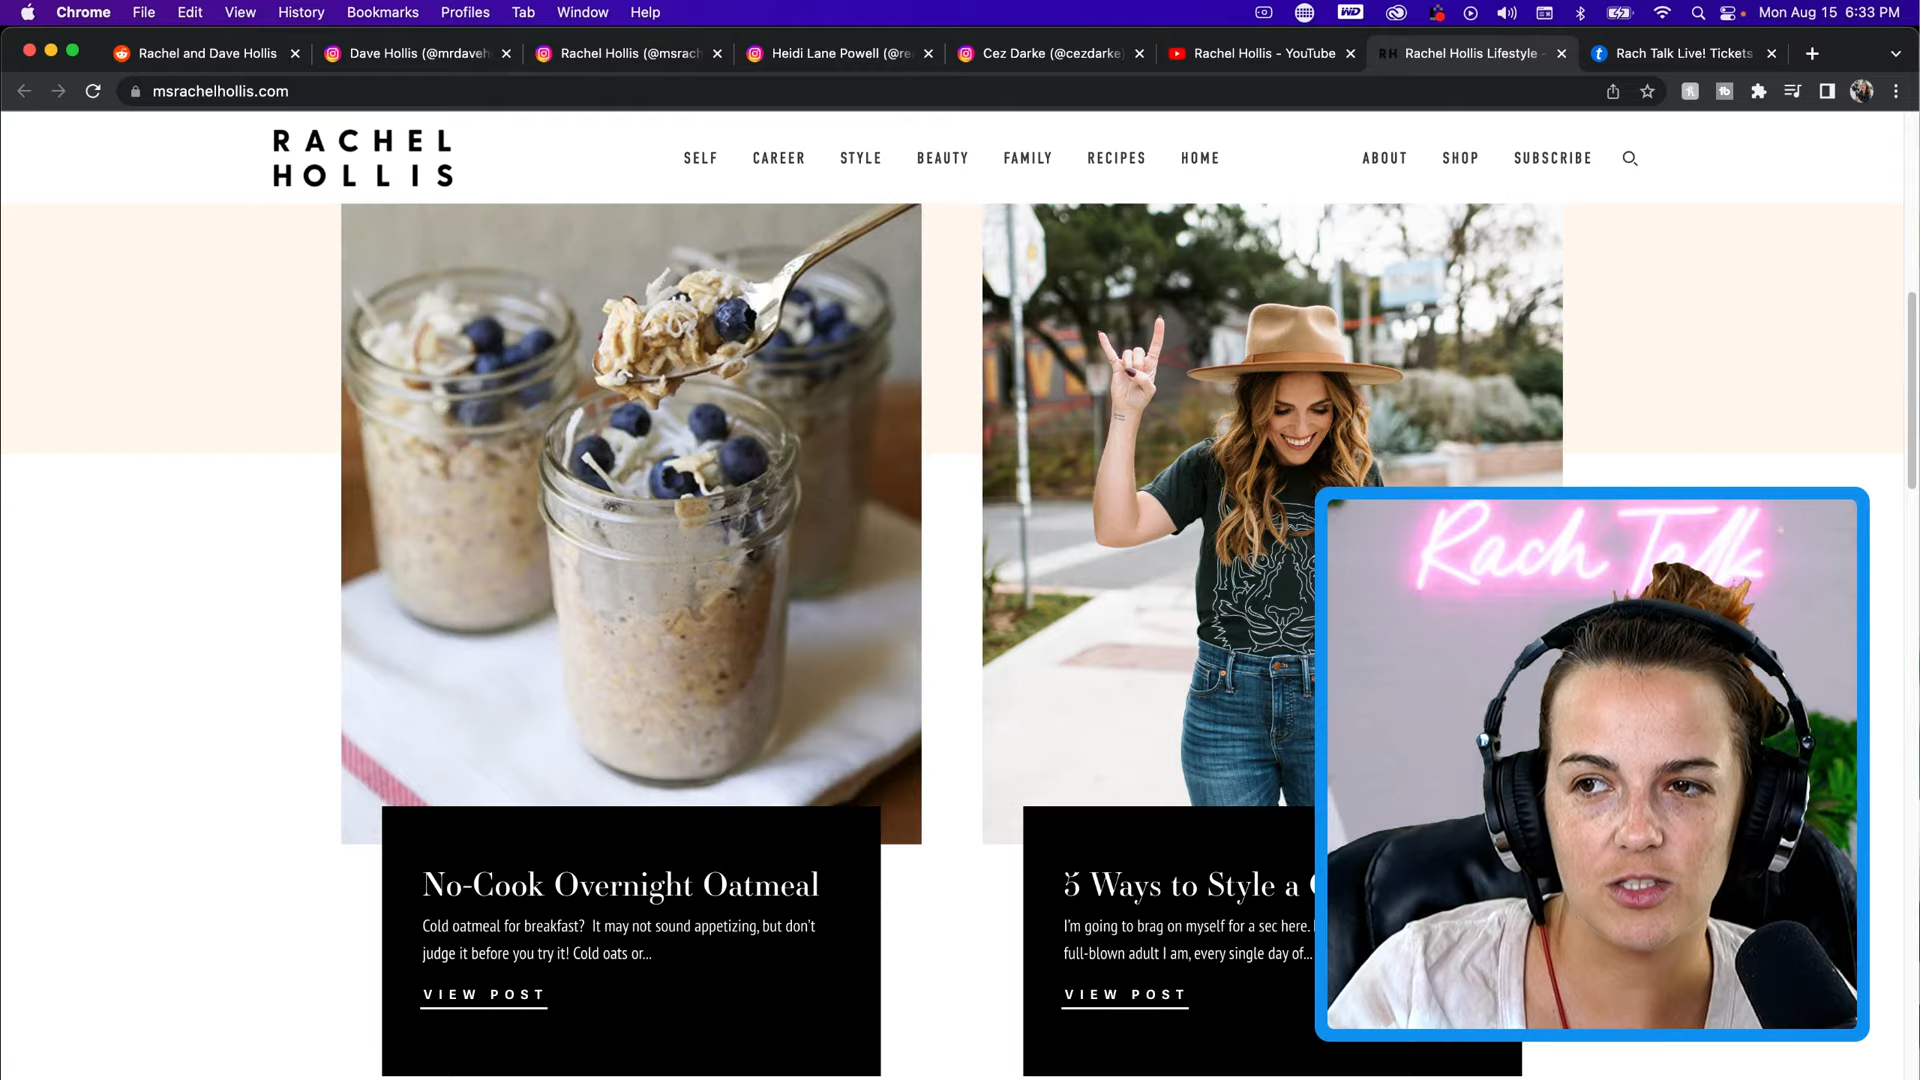 Chrome File Edit View History Bookmarks Profiles Tab Window Help
WD
Mon Aug 15 6:33 PM
Rachel and Dave Hollis
Dave Hollis (@mrdaveh
Rachel Hollis (@msrach
Heidi Lane Powell (@re
Cez Darke (@cezdarke)
Rachel Hollis - YouTube
RH Rachel Hollis Lifestyle -
Rach Talk Live! Tickets
msrachelhollis.com
RACHEL
HOLLIS
SELF CAREER STYLE BEAUTY FAMILY RECIPES HOME ABOUT SHOP SUBSCRIBE
Rach Talk
No-Cook Overnight Oatmeal
Cold oatmeal for breakfast? It may not sound appetizing, but don't
judge it before you try it! Cold oats or...
VIEW POST
5 Ways to Style a
I'm going to brag on myself for a sec here.
full-blown adult I am, every single day of...
VIEW POST